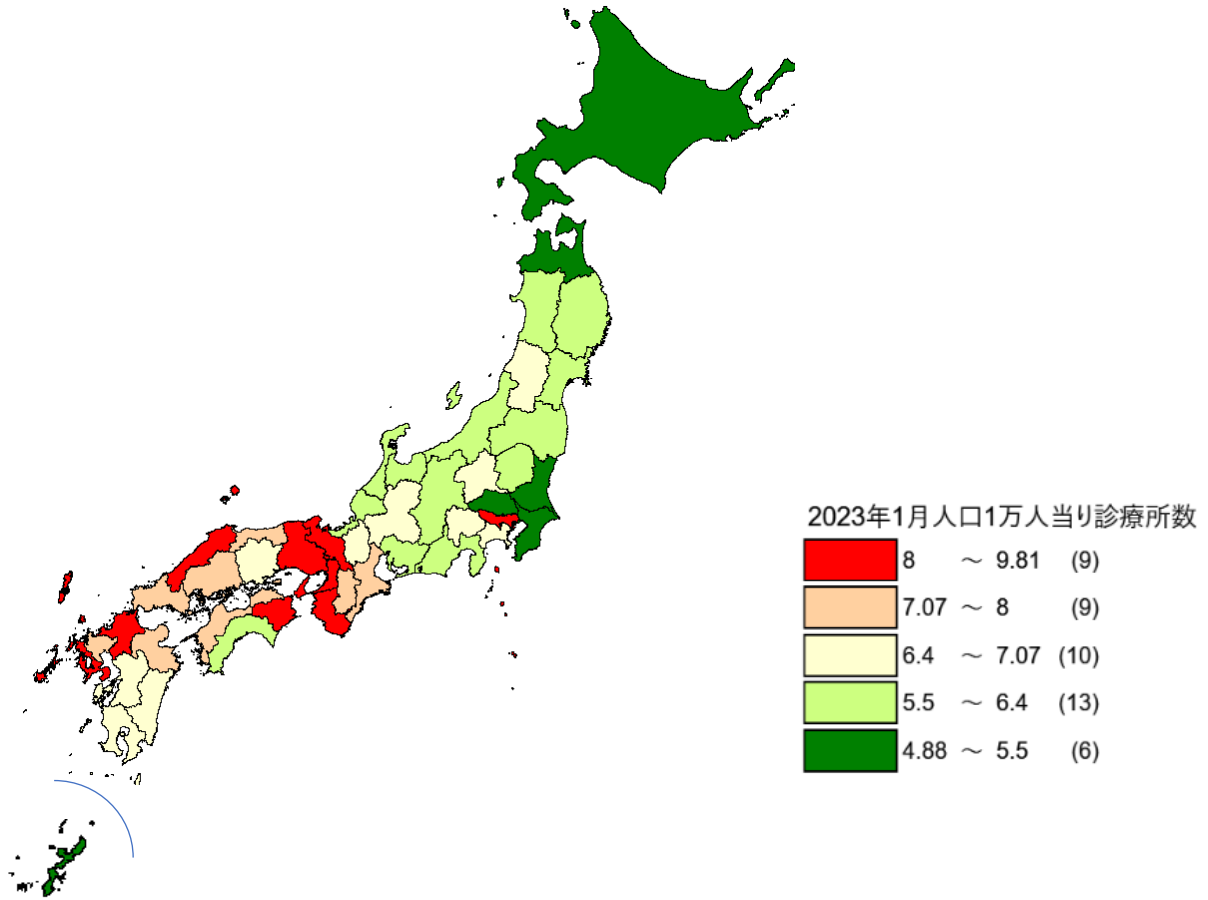 2023年1月人口1万人当り診療所数
8 ～ 9.81 (9)
7.07 ～ 8 (9)
6.4 ～ 7.07 (10)
5.5 ～ 6.4 (13)
4.88 ～ 5.5 (6)